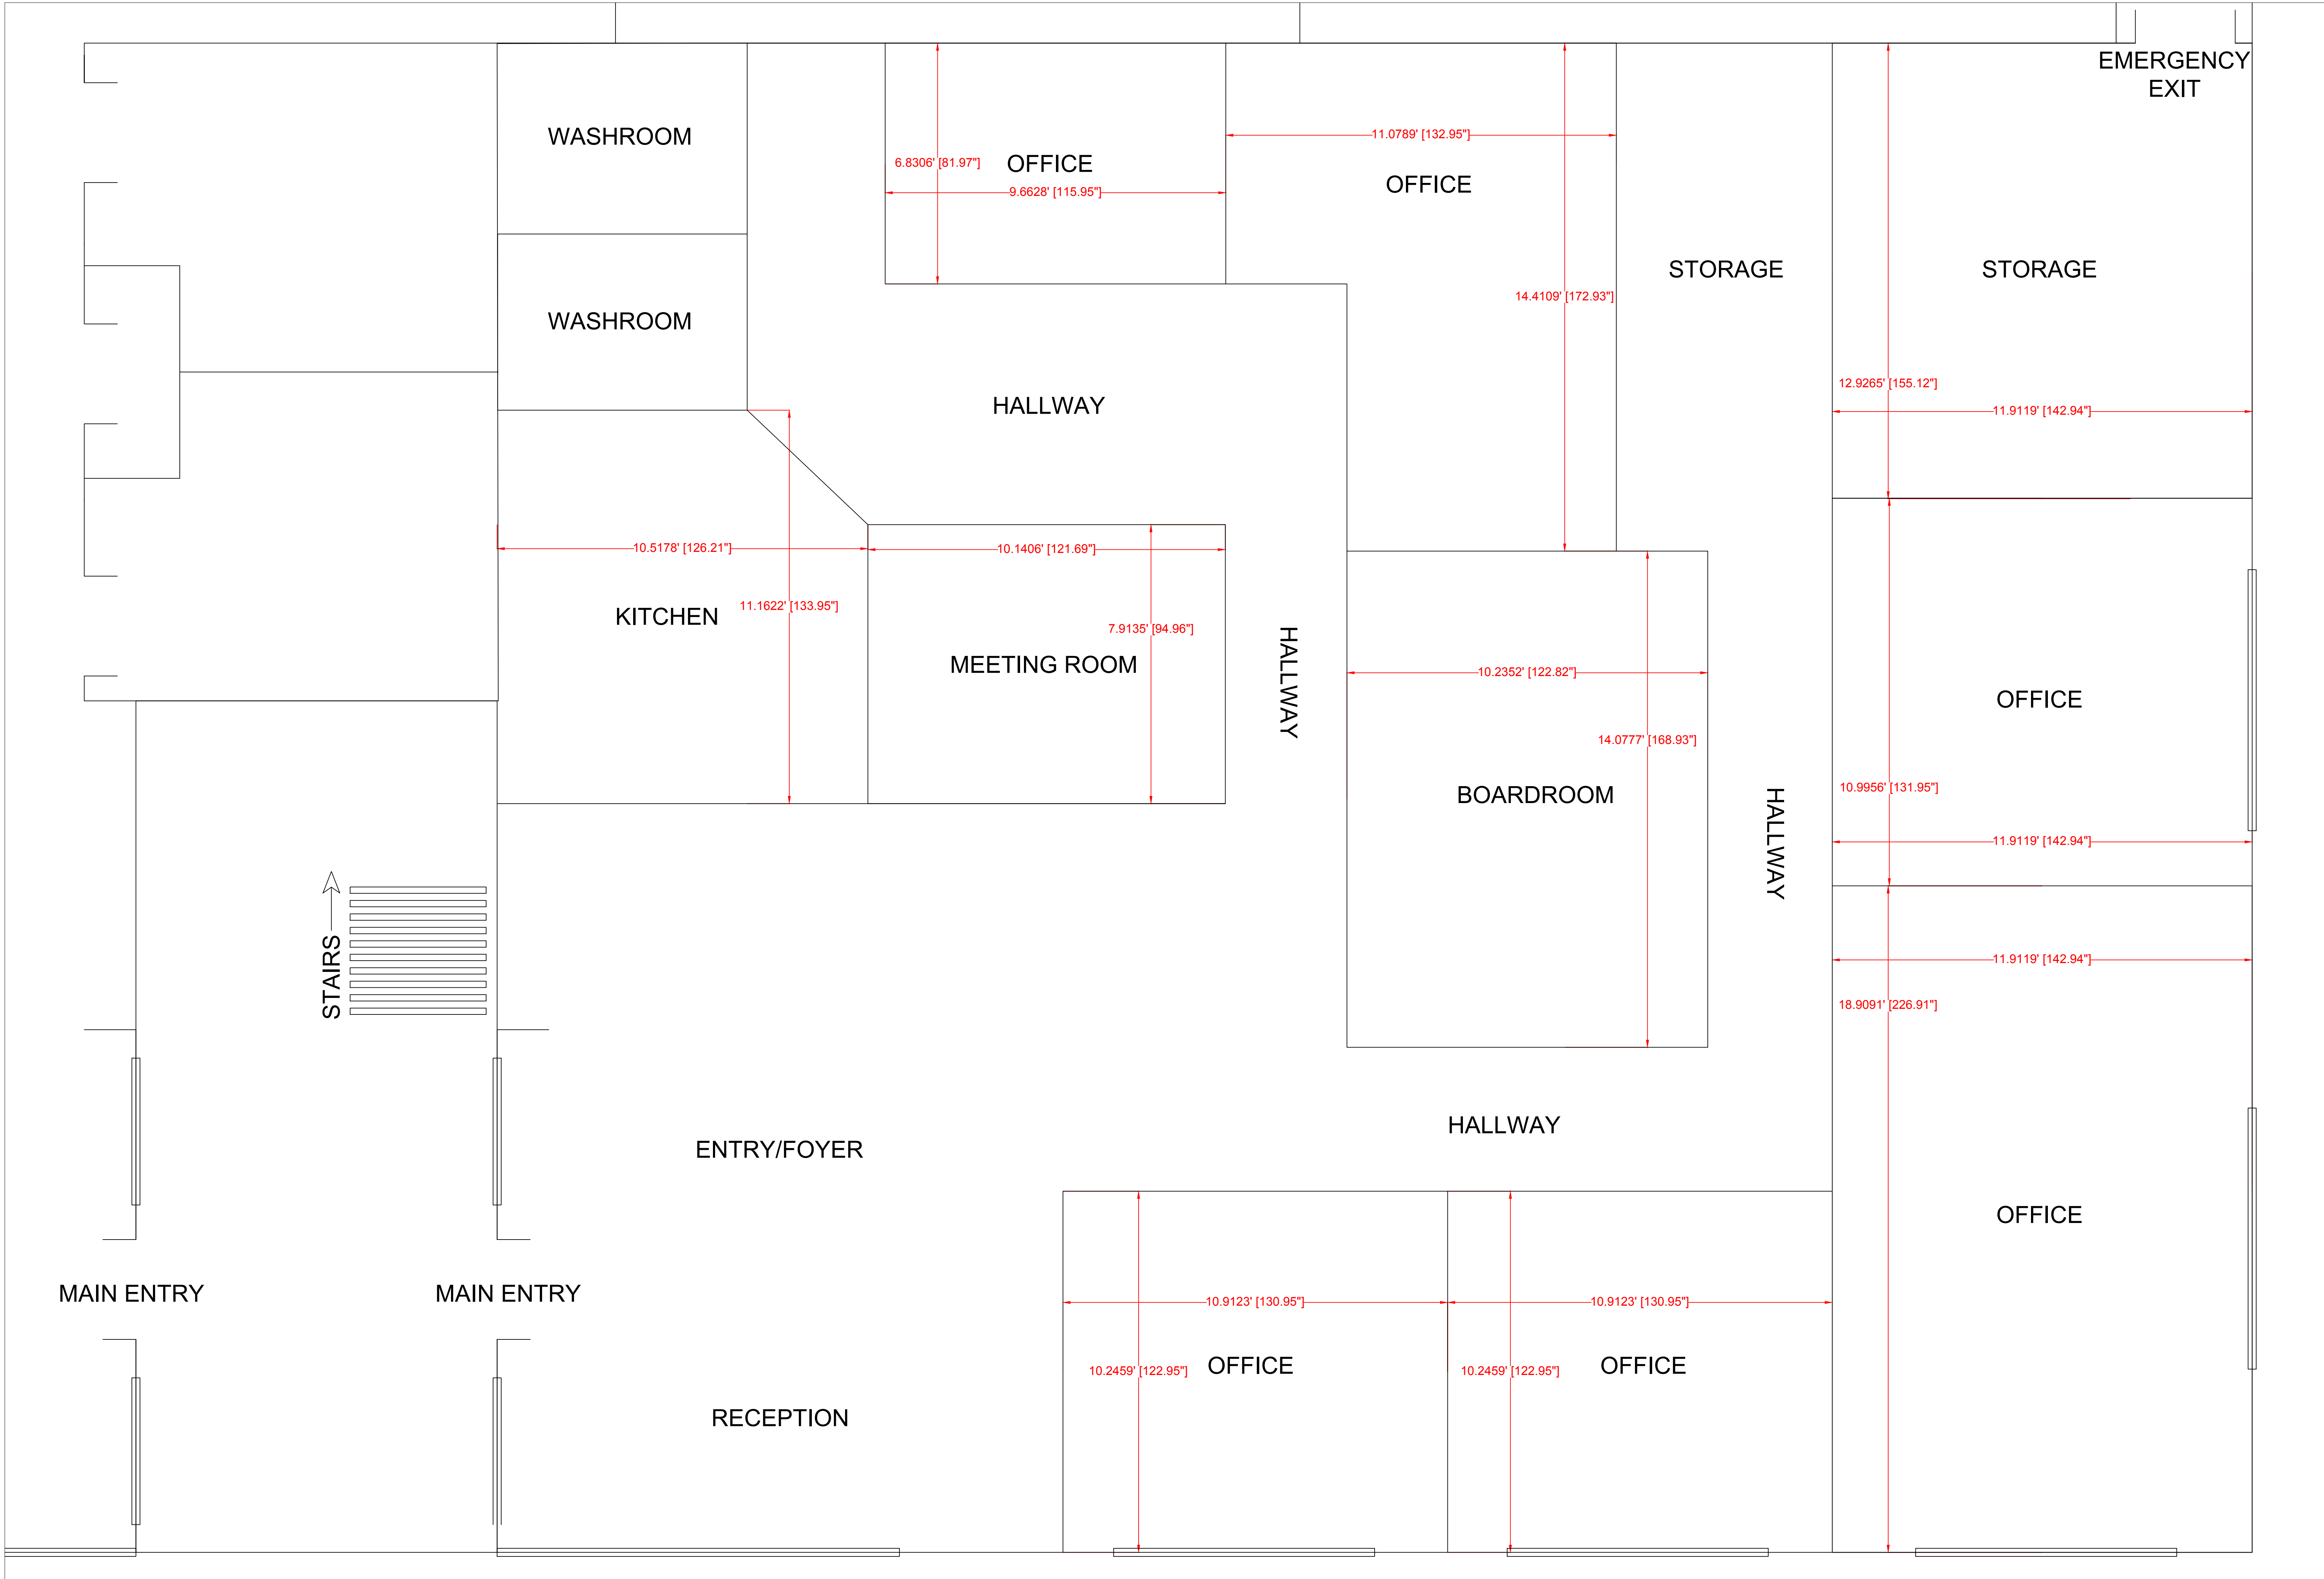 EMERGENCY
EXIT
WASHROOM
11.0789' [132.95"]
6.8306' [81.97"]
OFFICE
OFFICE
9.6628' [115.95"]
STORAGE
STORAGE
14.4109' [172.93"]
WASHROOM
12.9265' [155.12"]
HALLWAY
11.9119' [142.94"]
10.5178' [126.21"]
10.1406' [121.69"]
11.1622' [133.95"]
KITCHEN
7.9135' [94.96"]
MEETING ROOM
10.2352' [122.82"]
HALLWAY
OFFICE
14.0777' [168.93"]
10.9956' [131.95"]
BOARDROOM
HALLWAY
11.9119' [142.94"]
11.9119' [142.94"]
STAIRS
18.9091' [226.91"]
HALLWAY
ENTRY/FOYER
OFFICE
MAIN ENTRY
MAIN ENTRY
10.9123' [130.95"]
10.9123' [130.95"]
10.2459' [122.95"]
OFFICE
10.2459' [122.95"]
OFFICE
RECEPTION